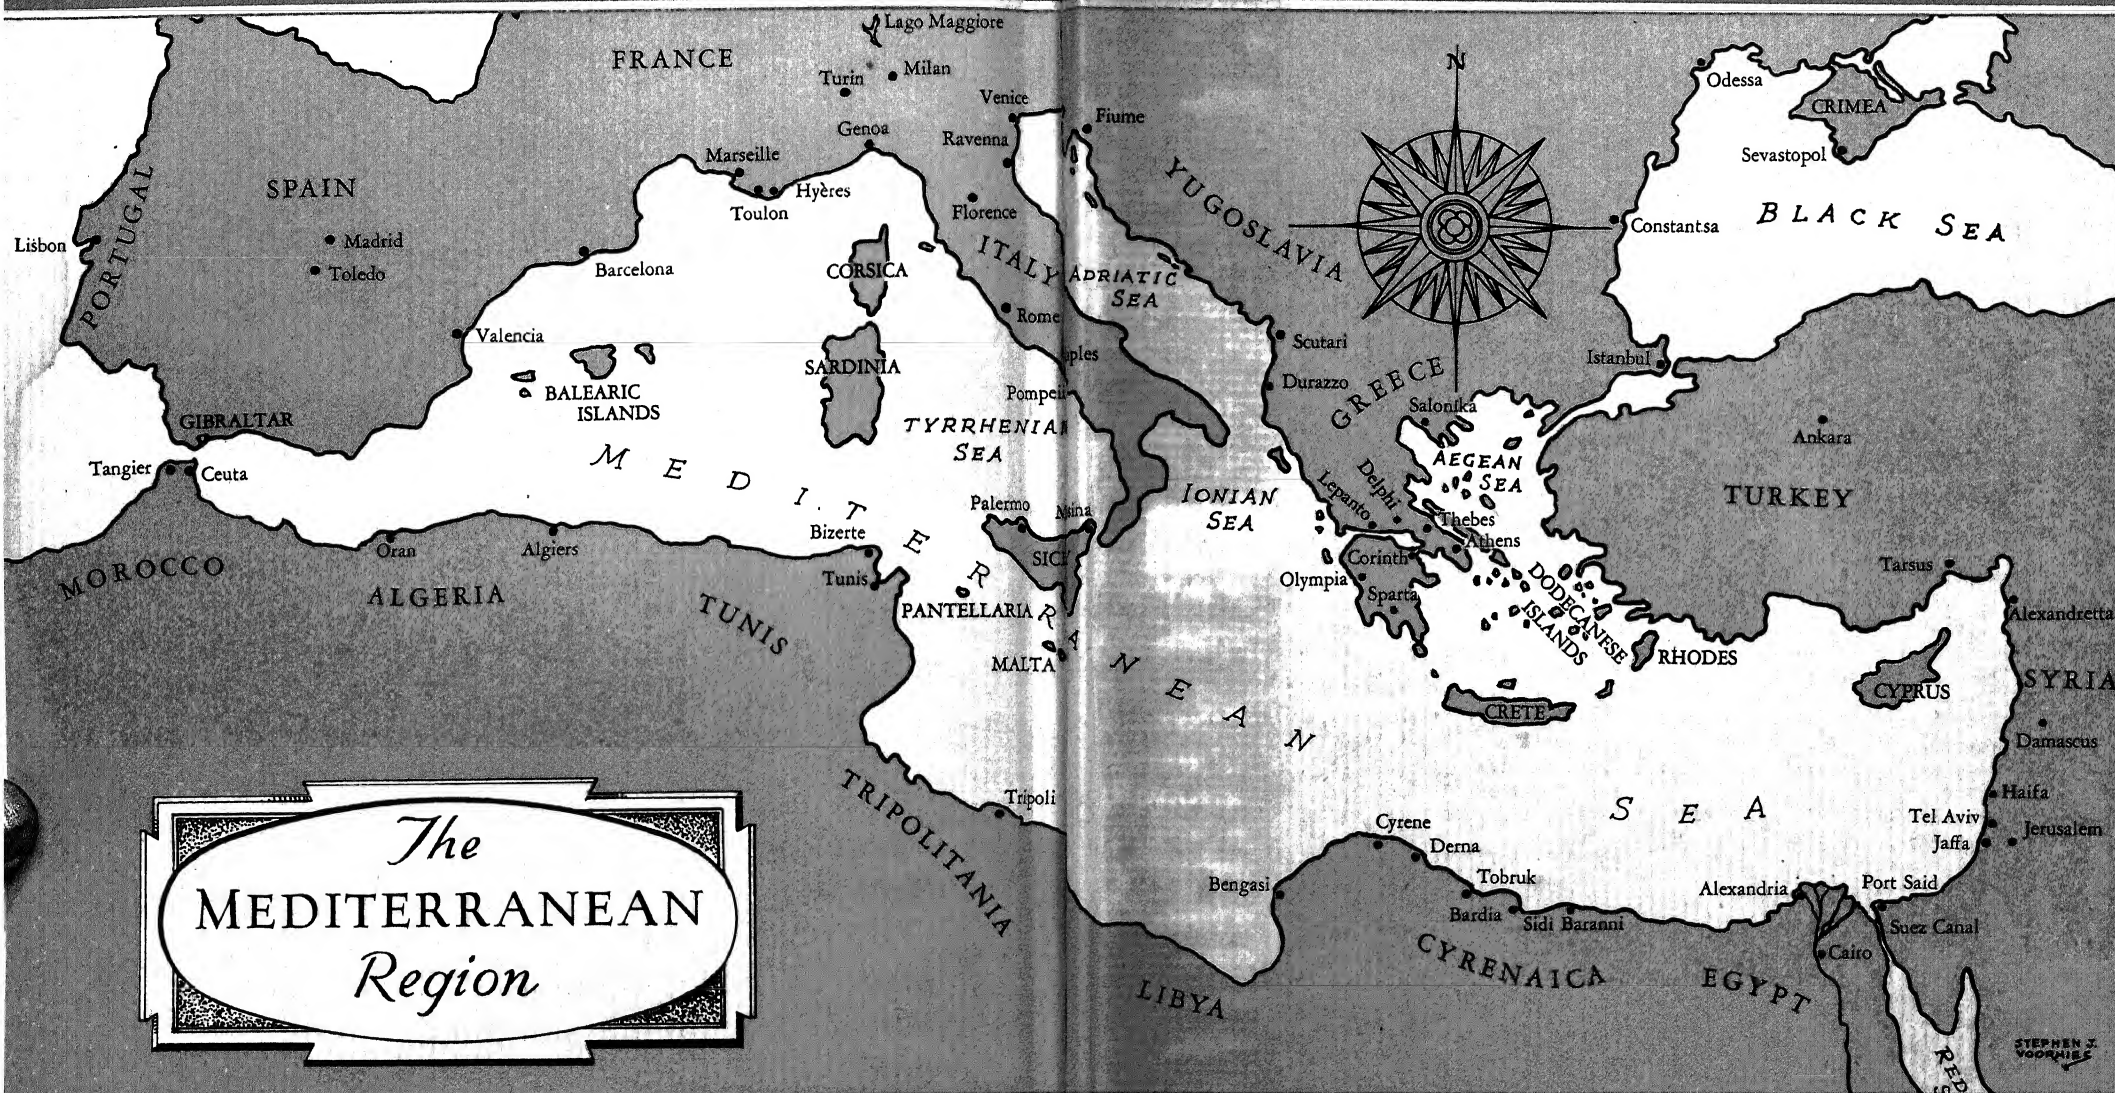 Lago Maggiore
FRANCE
Turin
Milan
Venice
Genoa
Ravenna
Fiume
Marseille
Hyères
Toulon
Florence
ITALY
PORTUGAL
SPAIN
Lisbon
Madrid
Toledo
Barcelona
Valencia
CORSICA
SARDINIA
BALEARIC
ISLANDS
Rome
Pompeii
ADRIATIC
SEA
YUGOSLAVIA
N
Odessa
CRIMEA
Sevastopol
BLACK SEA
Constantsa
Scutari
Durazzo
GREECE
Salonika
Istanbul
Ankara
TURKEY
GIBRALTAR
Tangier
Ceuta
MEDITERRANEAN
SEA
TYRRHENIAN
SEA
IONIAN
SEA
AEGEAN
SEA
Palermo
Bizerte
Tunis
PANTELLARIA
MALTA
Lepanto
Delphi
Thebes
Athens
Corinth
Olympia
Sparta
DODECANESE
ISLANDS
RHODES
CRETE
Tarsus
Alexandretta
CYPRUS
SYRIA
Damascus
MOROCCO
Oran
Algiers
ALGERIA
TUNIS
TRIPOLITANIA
Tripoli
Cyrene
Derna
Bengasi
Tobruk
Bardia
Sidi Baranni
Alexandria
Port Said
Tel Aviv
Jaffa
Haifa
Jerusalem
Suez Canal
Cairo
LIBYA
CYRENAICA
EGYPT
RED
The
MEDITERRANEAN
Region
STEPHEN J.
VOORHIES